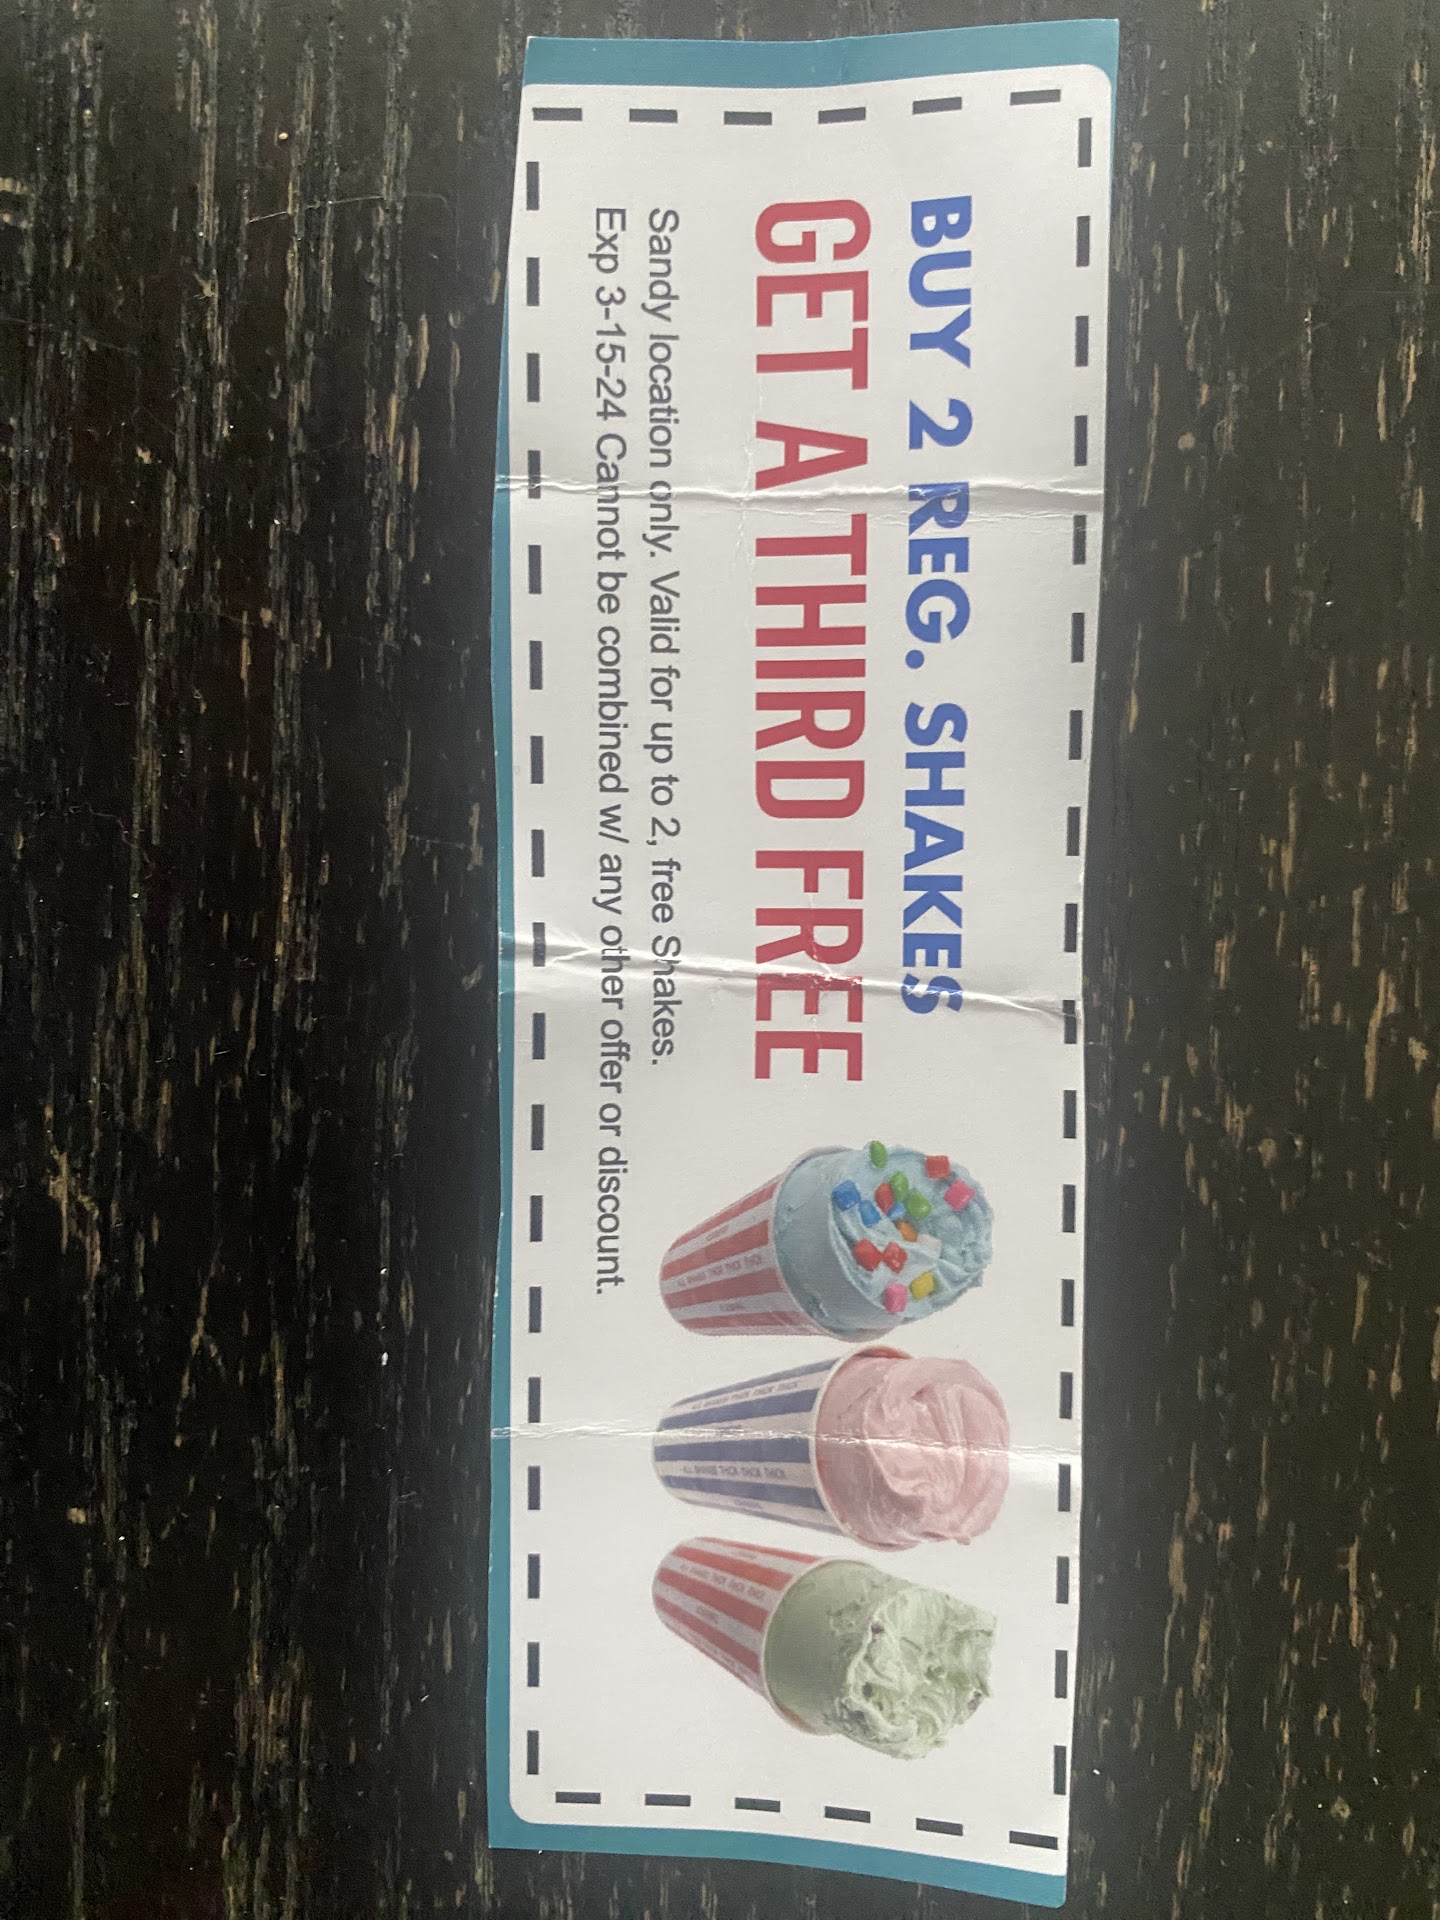 BUY 2 REG. SHAKES
GET A THIRD FREE
Sandy location only. Valid for up to 2, free Shakes.
Exp 3-15-24 Cannot be combined w/ any other offer or discount.